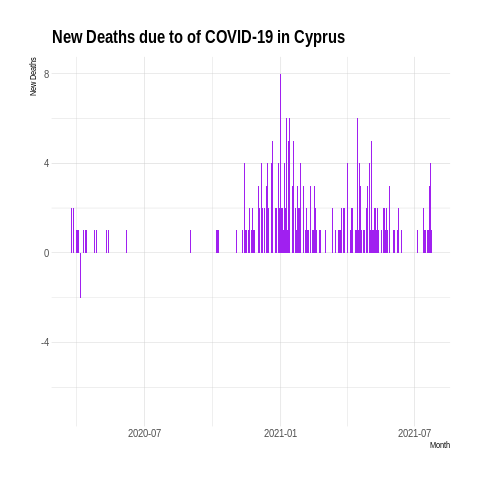 New Deaths due to of COVID-19 in Cyprus
New Deaths
8
4
0
-4
2020-07 2021-01 2021-07
Month